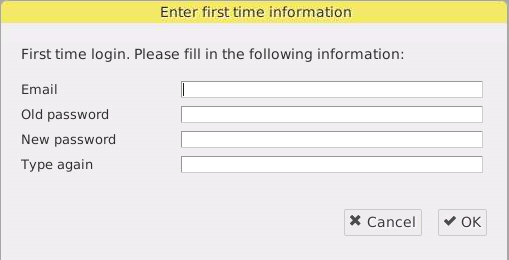 Enter first time information
First time login. Please fill in the following information:
Email
Old password
New password
Type again
Cancel OK